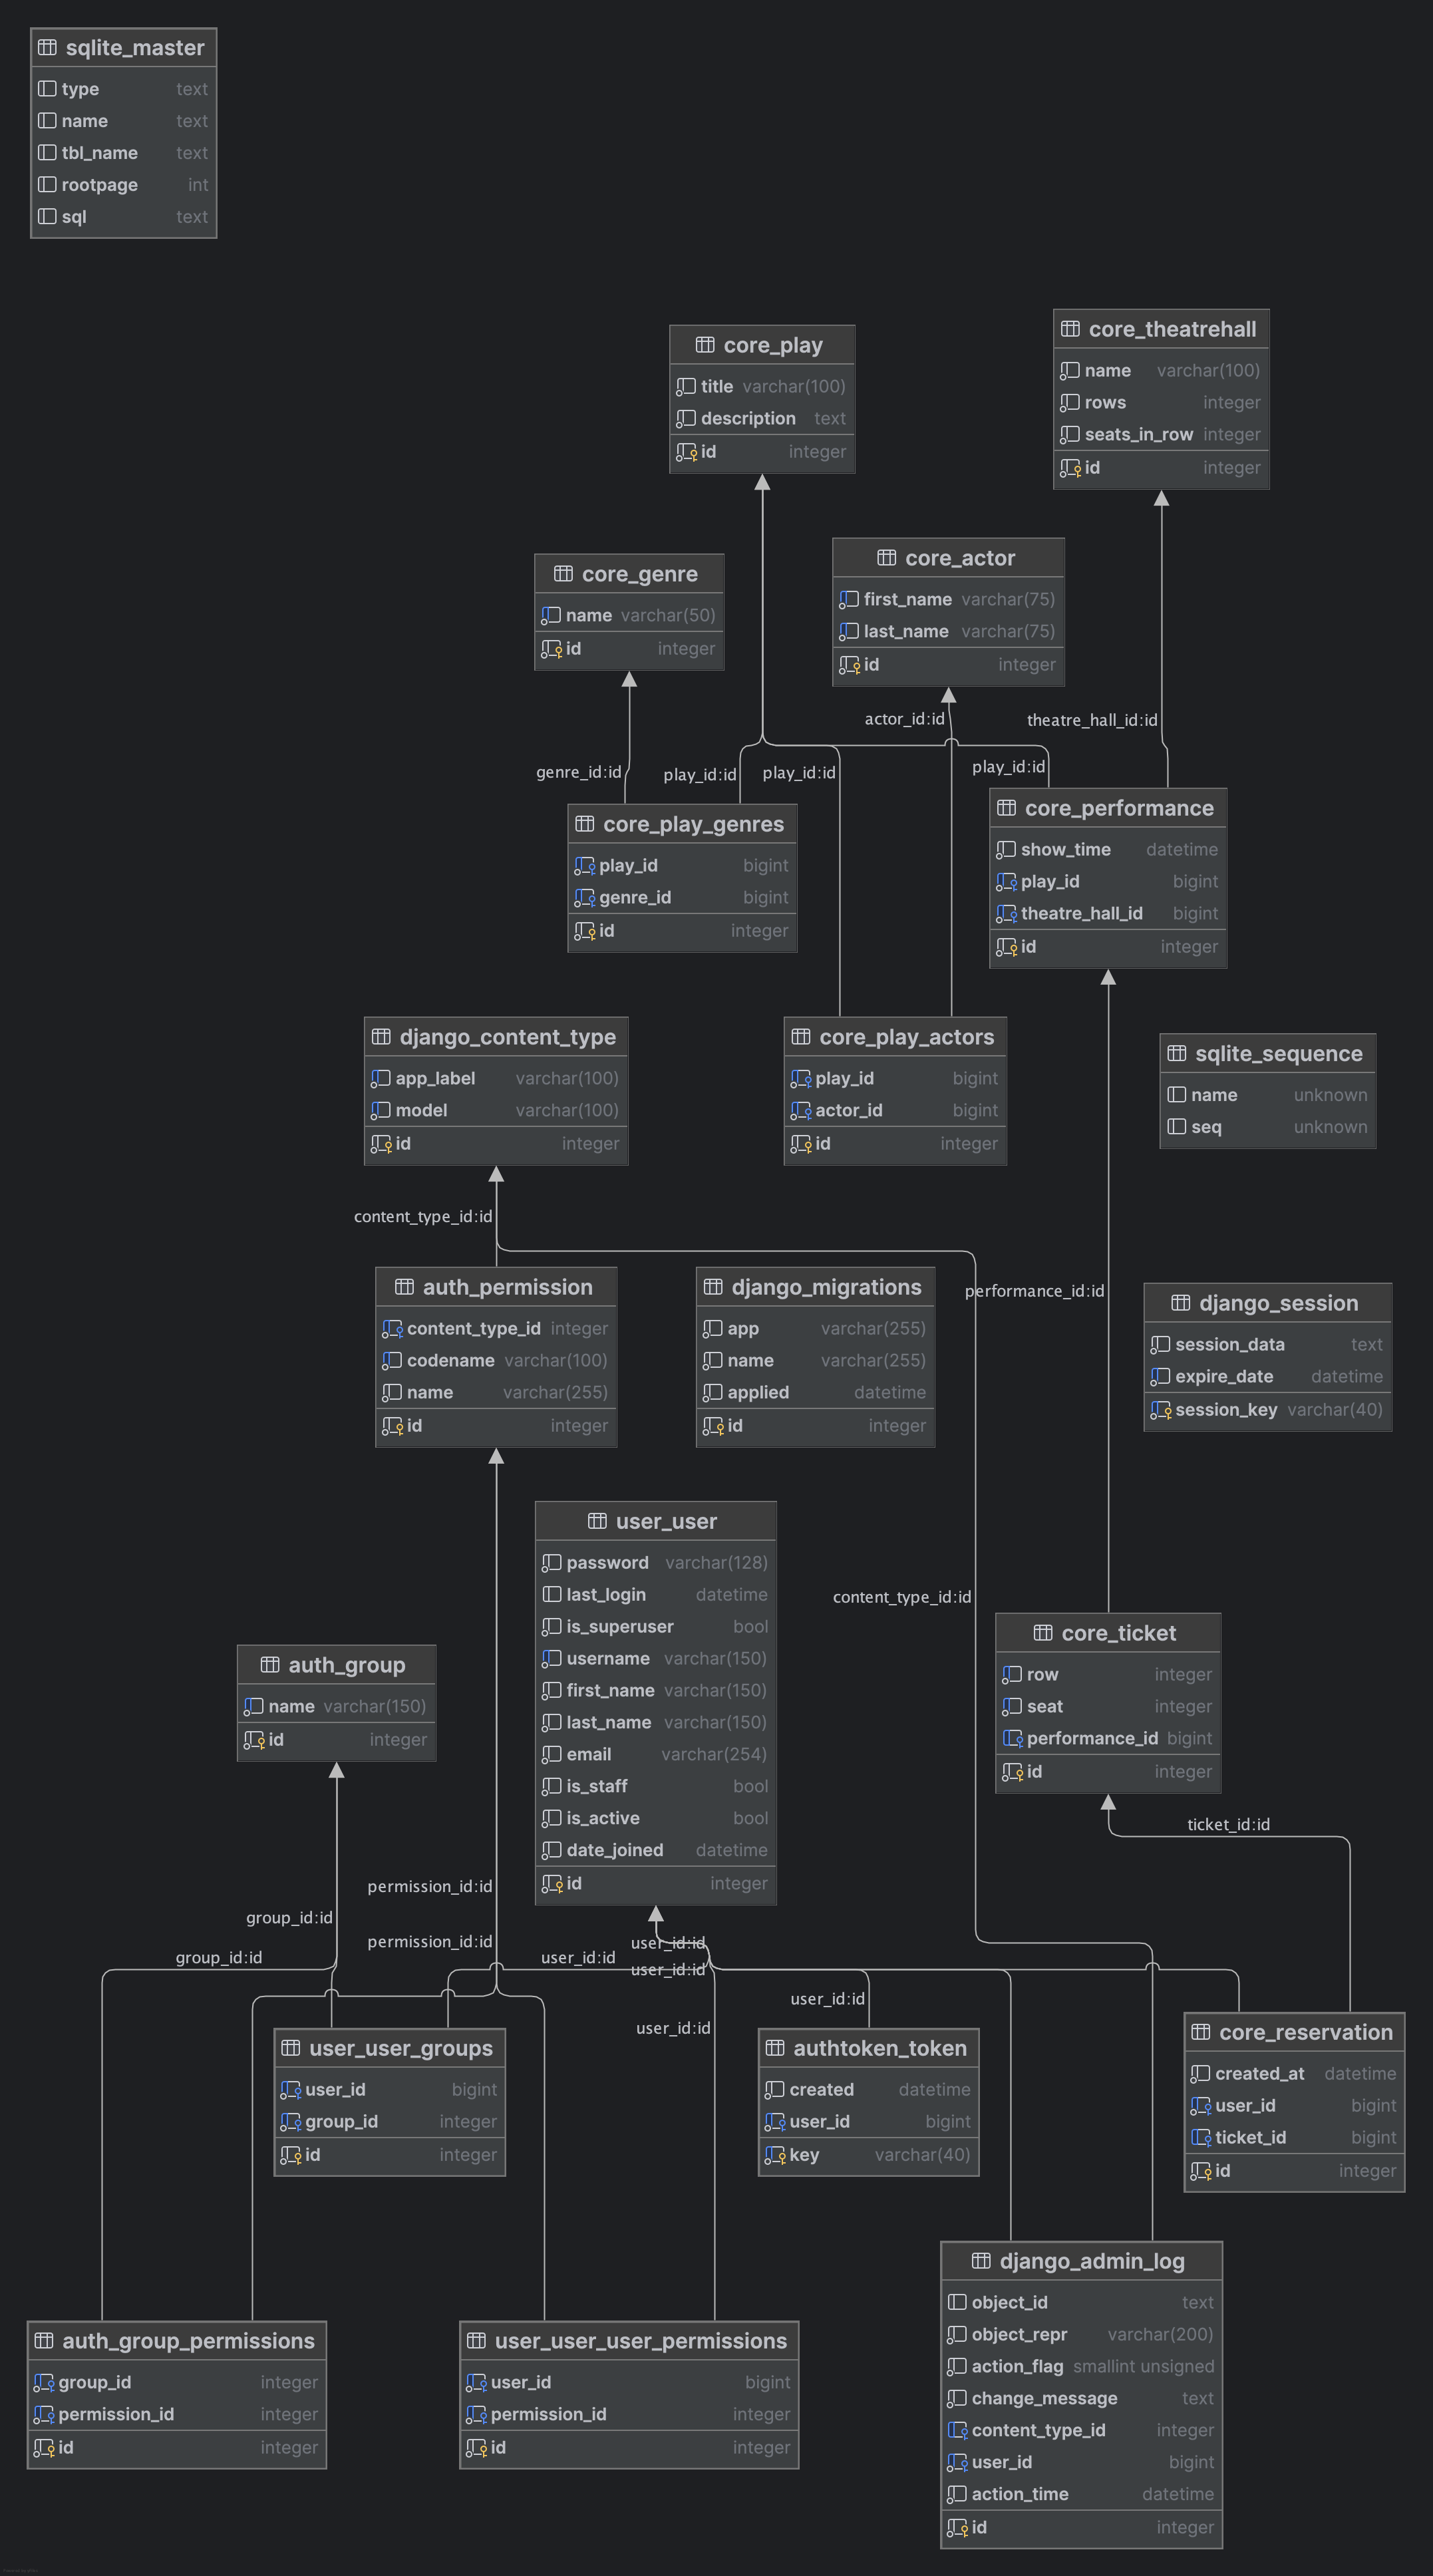 sqlite_master
type text
name text
tbl_name text
rootpage int
sql text
core_play
title varchar(100)
description text
id integer
core_theatrehall
name varchar(100)
rows integer
seats_in_row integer
id integer
core_genre
name varchar(50)
id integer
core_actor
first_name varchar(75)
last_name varchar(75)
id integer
actor_id:id
theatre_hall_id:id
genre_id:id
play_id:id
play_id:id
play_id:id
core_play_genres
play_id bigint
genre_id bigint
id integer
core_performance
show_time datetime
play_id bigint
theatre_hall_id bigint
id integer
django_content_type
app_label varchar(100)
model varchar(100)
id integer
core_play_actors
play_id bigint
actor_id bigint
id integer
sqlite_sequence
name unknown
seq unknown
content_type_id:id
performance_id:id
auth_permission
content_type_id integer
codename varchar(100)
name varchar(255)
id integer
django_migrations
app varchar(255)
name varchar(255)
applied datetime
id integer
django_session
session_data text
expire_date datetime
session_key varchar(40)
user_user
password varchar(128)
last_login datetime
is_superuser bool
username varchar(150)
first_name varchar(150)
last_name varchar(150)
email varchar(254)
is_staff bool
is_active bool
date_joined datetime
id integer
content_type_id:id
auth_group
name varchar(150)
id integer
core_ticket
row integer
seat integer
performance_id bigint
id integer
ticket_id:id
permission_id:id
group_id:id
permission_id:id
group_id:id
user_id:id
user_id:id
user_id:id
user_id:id
user_id:id
user_user_groups
user_id bigint
group_id integer
id integer
authtoken_token
created datetime
user_id bigint
key varchar(40)
core_reservation
created_at datetime
user_id bigint
ticket_id bigint
id integer
auth_group_permissions
group_id integer
permission_id integer
id integer
user_user_user_permissions
user_id bigint
permission_id integer
id integer
django_admin_log
object_id text
object_repr varchar(200)
action_flag smallint unsigned
change_message text
content_type_id integer
user_id bigint
action_time datetime
id integer